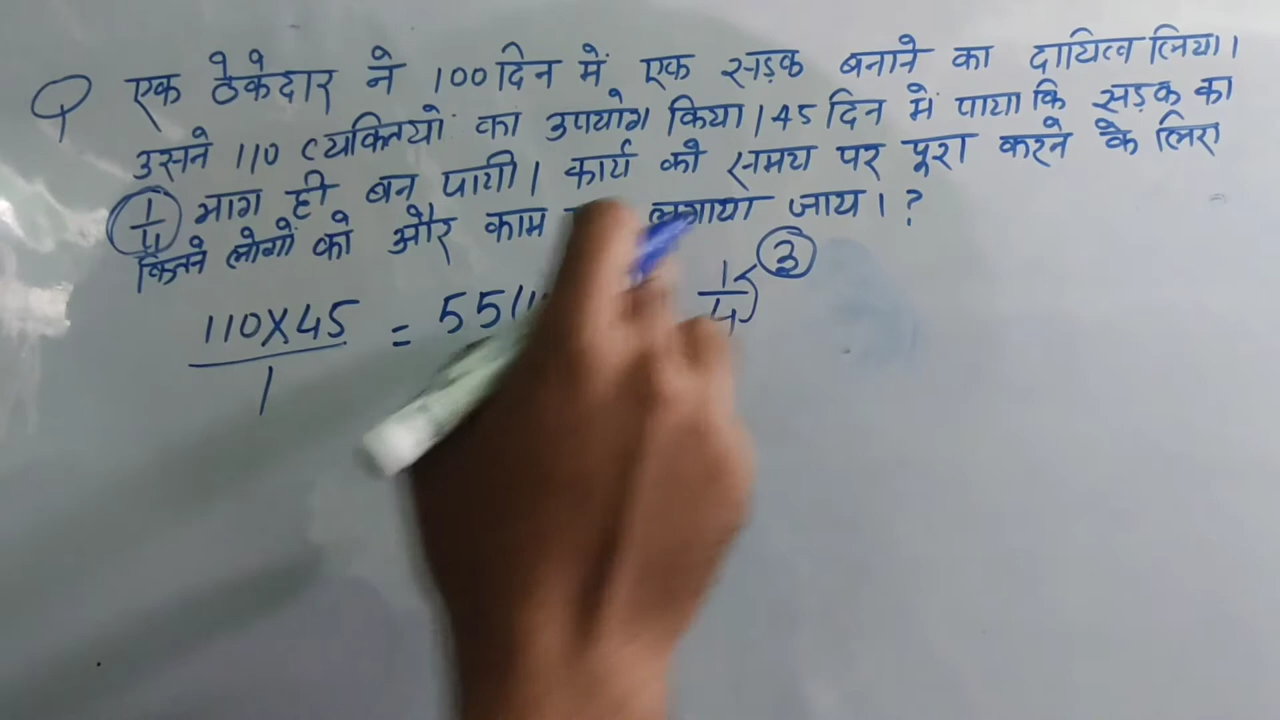 Q एक ठेकेदार ने 100 दिन में एक सड़क बनाने का दायित्व लिया।
उसने 110 व्यक्तियों का उपयोग किया। 45 दिन में पाया कि सड़क का
1/4 भाग ही बन पायी। कार्य को समय पर पूरा करने के लिए
कितने लोगों को और काम लगाया जाय। ?
110×45/1 = 55 1/4 3